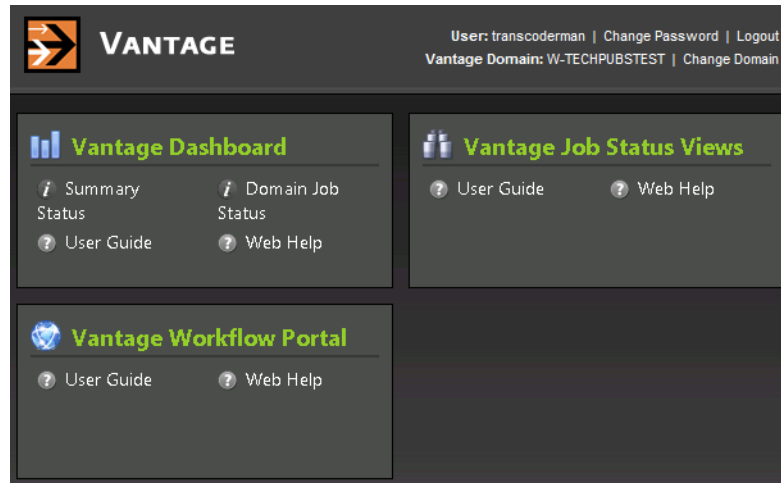 VANTAGE
User: transcoderman | Change Password | Logout
Vantage Domain: W-TECHPUBSTEST | Change Domain
Vantage Dashboard
Summary Status
Domain Job Status
User Guide
Web Help
Vantage Job Status Views
User Guide
Web Help
Vantage Workflow Portal
User Guide
Web Help